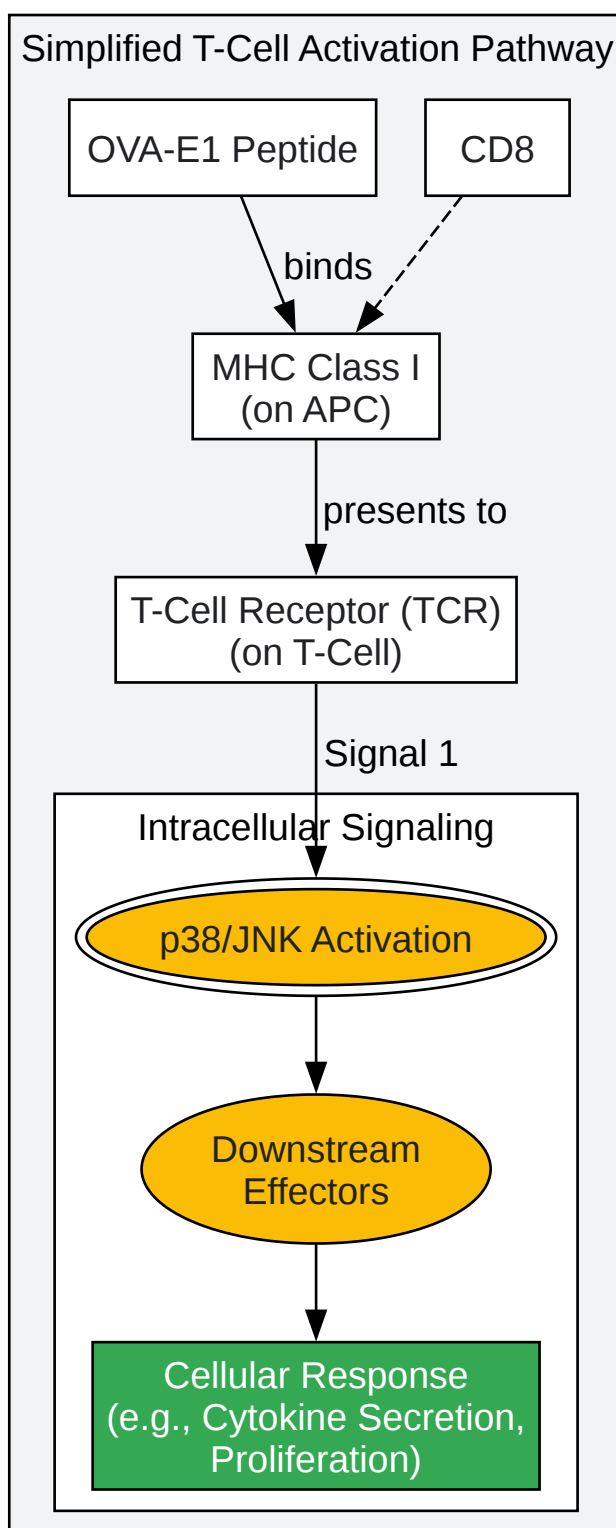 Simplified T-Cell Activation Pathway
OVA-E1 Peptide
CD8
binds
MHC Class I
(on APC)
presents to
T-Cell Receptor (TCR)
(on T-Cell)
Signal 1
Intracellular Signaling
p38/JNK Activation
Downstream
Effectors
Cellular Response
(e.g., Cytokine Secretion,
Proliferation)